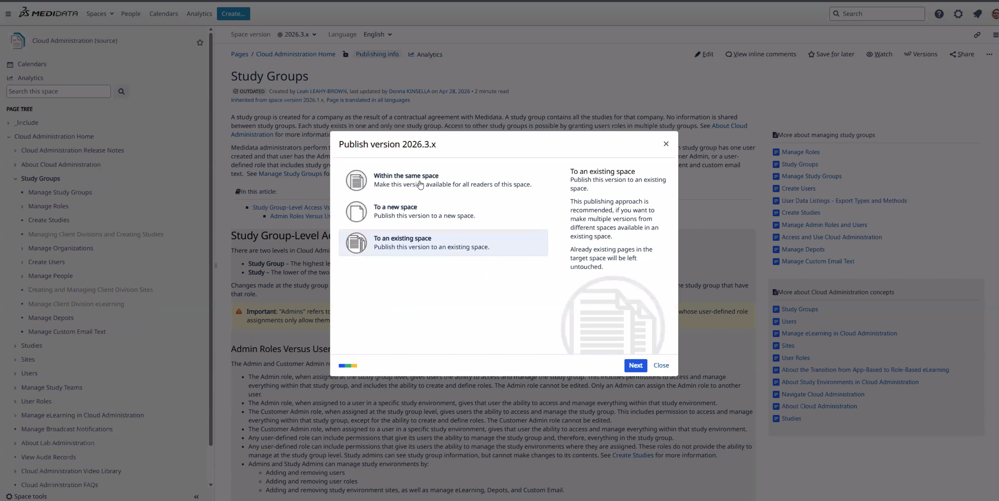 MEDIDATA Spaces People Calendars Analytics Create... Search
Cloud Administration (source)
Calendars
Analytics
Search this space
PAGE TREE
_Include
Cloud Administration Home
Cloud Administration Release Notes
About Cloud Administration
Study Groups
Manage Study Groups
Manage Roles
Create Studies
Managing Client Divisions and Creating Studies
Manage Organizations
Create Users
Manage People
Creating and Managing Client Division Sites
Manage Client Division eLearning
Manage Depots
Manage Custom Email Text
Studies
Sites
Users
Manage Study Teams
User Roles
Manage eLearning in Cloud Administration
Manage Broadcast Notifications
About Lab Administration
View Audit Records
Cloud Administration Video Library
Cloud Administration FAQs
Space tools
Space version 2026.3.x Language English
Pages / Cloud Administration Home Publishing info Analytics Edit View inline comments Save for later Watch Versions Share
Study Groups
OUTDATED Created by Leah LEAHY-BROWN, last updated by Donna KINSELLA on Apr 28, 2026 • 2 minute read
Inherited from space version 2026.1.x, Page is translated in all languages
A study group is created for a company as the result of a contractual agreement with Medidata. A study group contains all the studies for that company. No information is shared
between study groups. Each study exists in one and only one study group. Access to other study groups is possible by granting users roles in multiple study groups. See About Cloud
Administration for more informatio
Medidata administrators perform t study group has one user
created and that user has the Adm er Admin, or a user-
defined role that includes study gr ent and custom email
text. See Manage Study Groups fo
In this article:
Study Group-Level Access Vs
Admin Roles Versus Us
Study Group-Level Ac
There are two levels in Cloud Admi
Study Group – The highest le
Study – The lower of the two
Changes made at the study group he study group that have
that role.
Important: "Admins" refers to whose user-defined role
assignments only allow them
Admin Roles Versus User
The Admin and Customer Admin ro
The Admin role, when assigned at the study group level, gives users the ability to access and manage the study group. This includes permissions to access and manage
everything within that study group, and includes the ability to create and define roles. The Admin role cannot be edited. Only an Admin can assign the Admin role to another
user.
The Admin role, when assigned to a user in a specific study environment, gives that user the ability to access and manage everything within that study environment.
The Customer Admin role, when assigned at the study group level, gives users the ability to access and manage the study group. This includes permission to access and manage
everything within that study group, except for the ability to create and define roles. The Customer Admin role cannot be edited.
The Customer Admin role, when assigned to a user in a specific study environment, gives that user the ability to access and manage everything within that study environment.
Any user-defined role can include permissions that give its users the ability to manage the study group and, therefore, everything in the study group.
Any user-defined role can include permissions that give its users the ability to manage the study environments where they are assigned. These roles do not provide the ability to
manage at the study group level. Study admins can see study group information, but cannot make changes to its contents. See Create Studies for more information.
Admins and Study Admins can manage study environments by:
Adding and removing users
Adding and removing user roles
Adding and removing study environment sites, as well as manage eLearning, Depots, and Custom Email.
Publish version 2026.3.x
Within the same space
Make this version available for all readers of this space.
To a new space
Publish this version to a new space.
To an existing space
Publish this version to an existing space.
To an existing space
Publish this version to an existing
space.
This publishing approach is
recommended, if you want to
make multiple versions from
different spaces available in an
existing space.
Already existing pages in the
target space will be left
untouched.
Next Close
More about managing study groups
Manage Roles
Study Groups
Manage Study Groups
Create Users
User Data Listings - Export Types and Methods
Create Studies
Manage Admin Roles and Users
Access and Use Cloud Administration
Manage Depots
Manage Custom Email Text
More about Cloud Administration concepts
Study Groups
Users
Manage eLearning in Cloud Administration
Sites
User Roles
About the Transition from App-Based to Role-Based eLearning
About Study Environments in Cloud Administration
Navigate Cloud Administration
About Cloud Administration
Studies